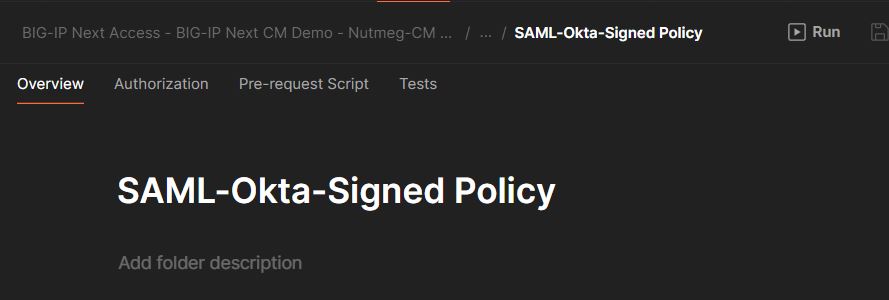 BIG-IP Next Access - BIG-IP Next CM Demo - Nutmeg-CM ... / ... / SAML-Okta-Signed Policy Run
Overview Authorization Pre-request Script Tests
SAML-Okta-Signed Policy
Add folder description